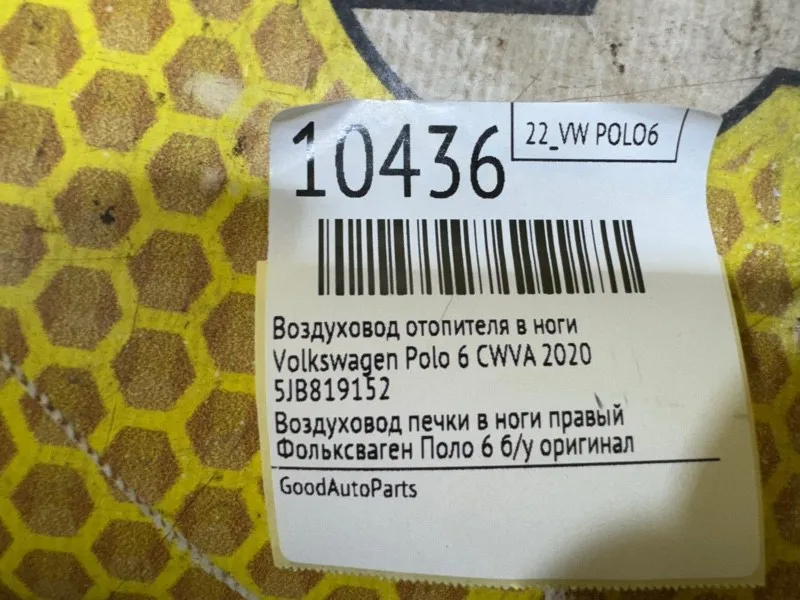 10436
22_VW POLO6
Воздуховод отопителя в ноги
Volkswagen Polo 6 CWVA 2020
5JB819152
Воздуховод печки в ноги правый
Фольксваген Поло 6 б/у оригинал
GoodAutoParts